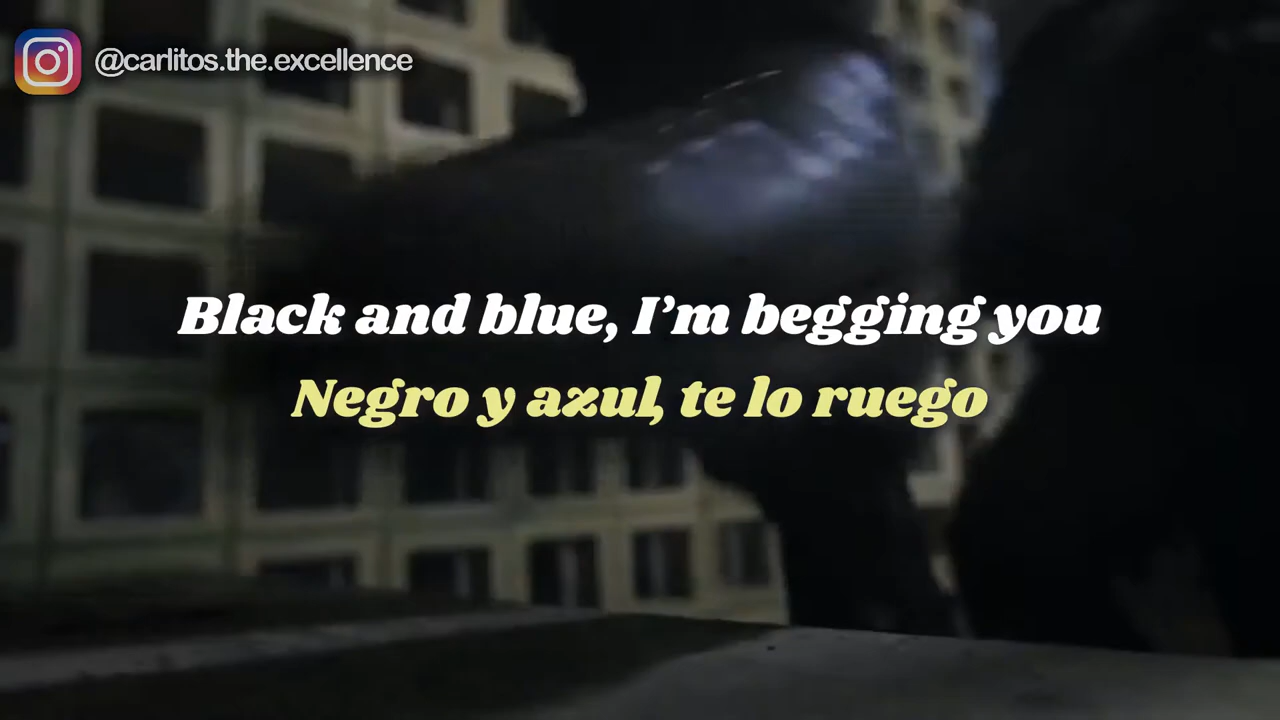 @carlitos.the.excellence
Black and blue, I'm begging you
Negro y azul, te lo ruego